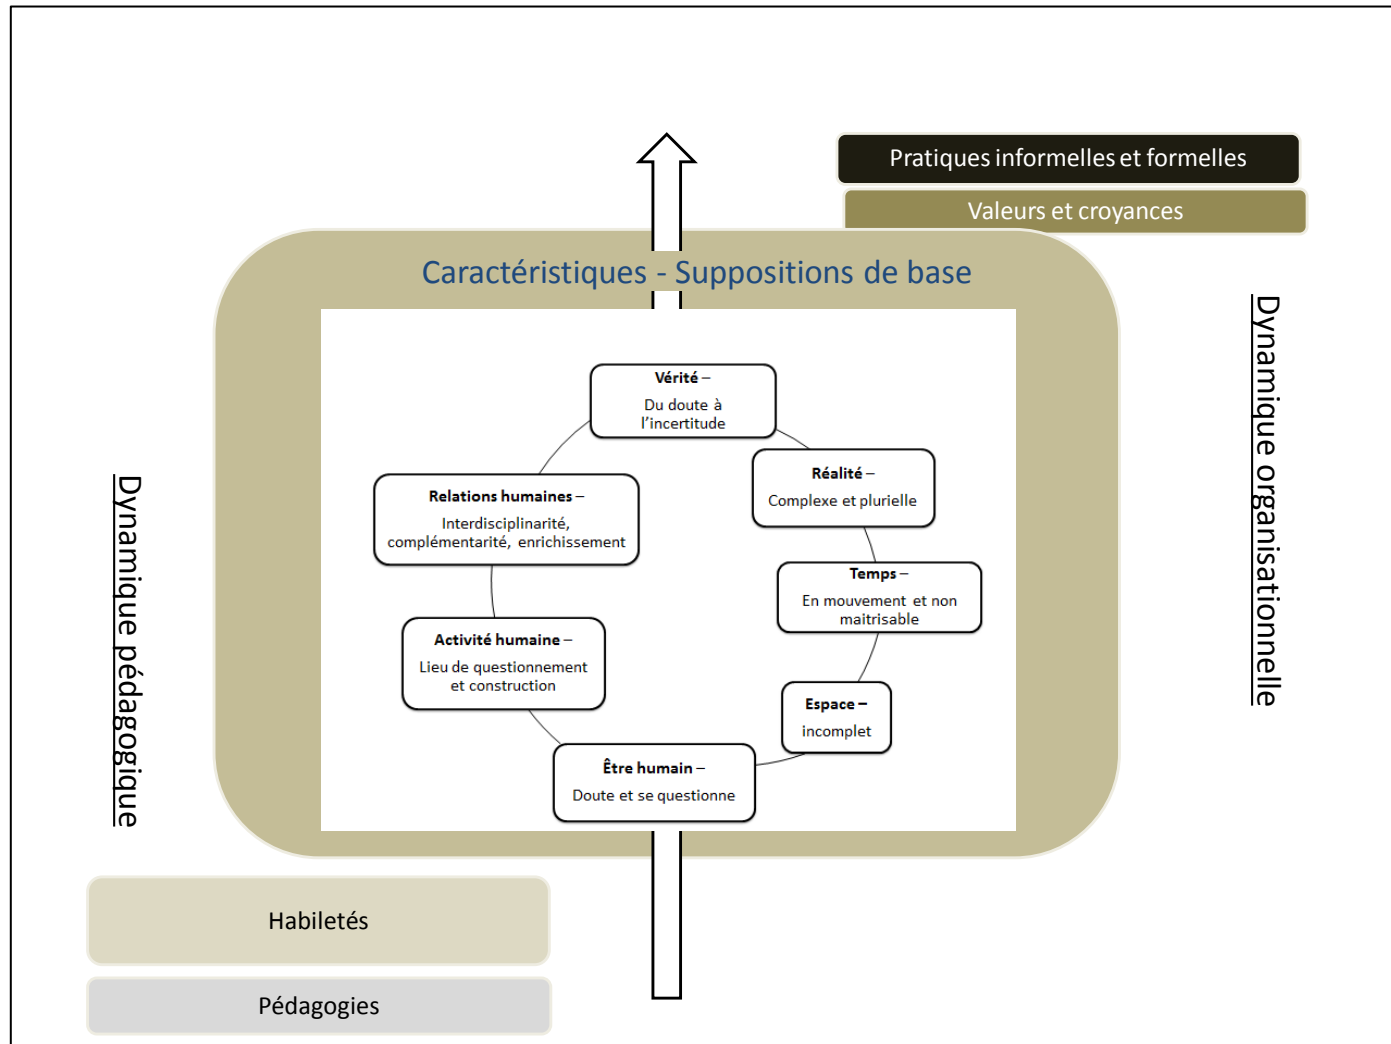 Pratiques informelles et formelles
Valeurs et croyances
Caractéristiques - Suppositions de base
Vérité –
Du doute à
l'incertitude
Réalité –
Complexe et plurielle
Relations humaines –
Interdisciplinarité,
complémentarité, enrichissement
Temps –
En mouvement et non
maitrisable
Activité humaine –
Lieu de questionnement
et construction
Espace –
incomplet
Être humain –
Doute et se questionne
Dynamique pédagogique
Dynamique organisationnelle
Habiletés
Pédagogies